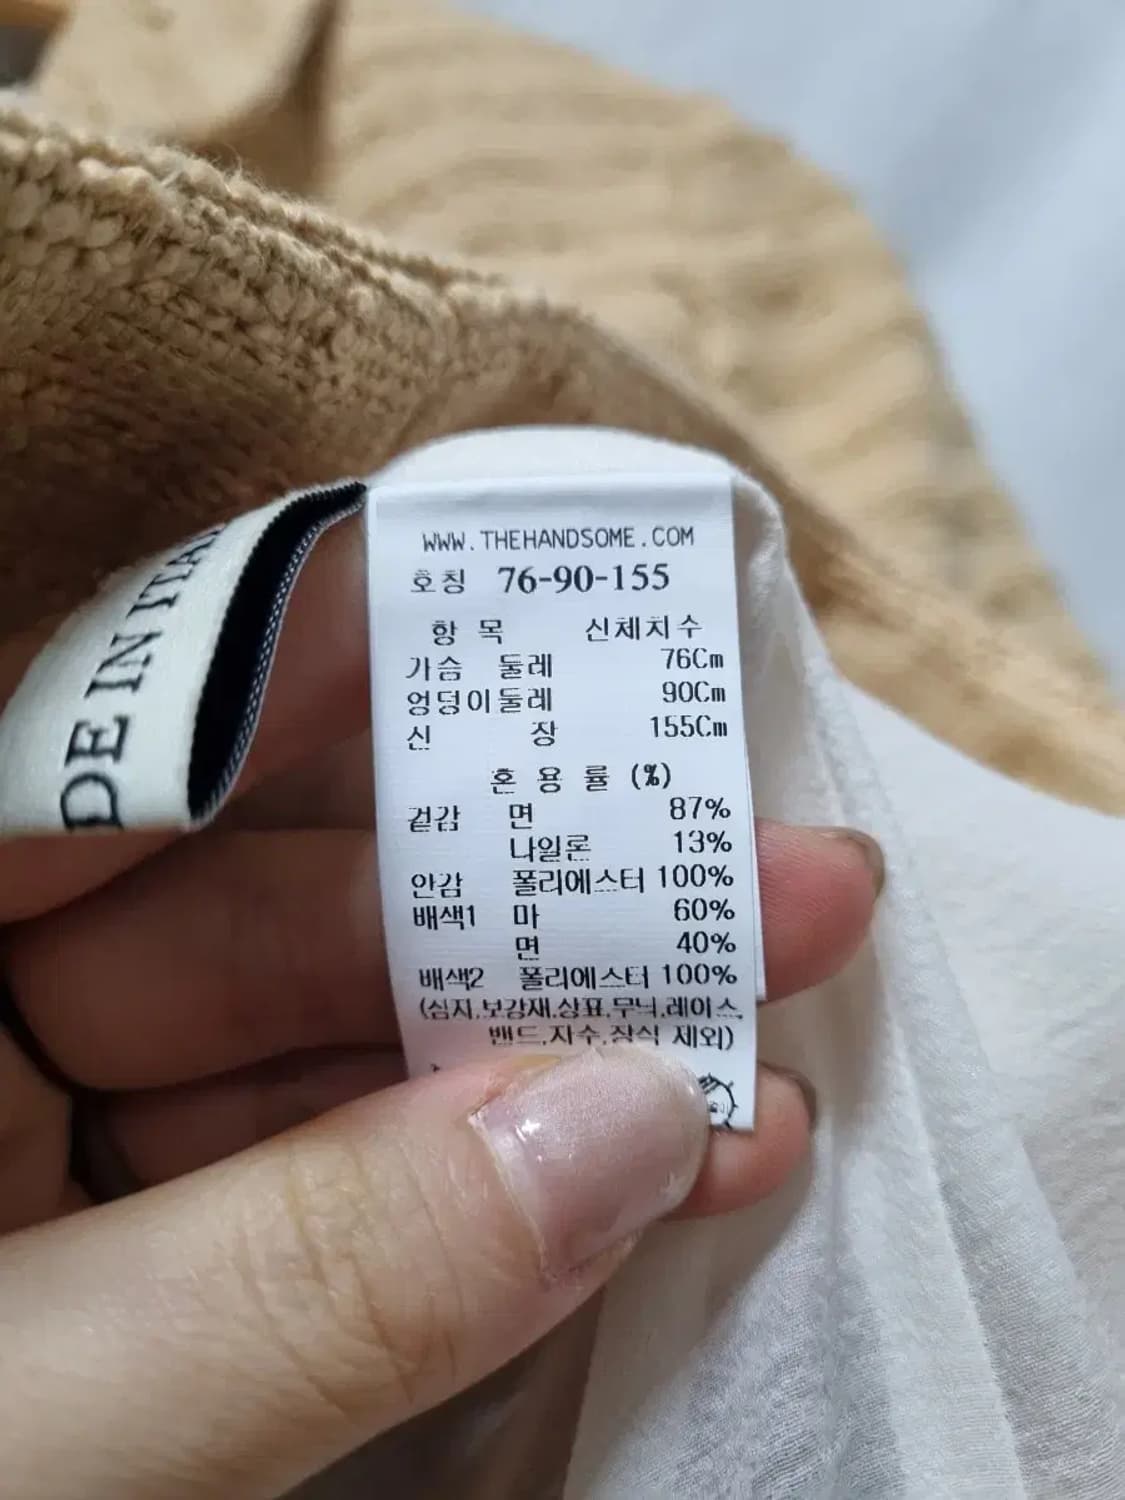 WWW.THEHANDSOME.COM
호칭 76-90-155
항 목 신체치수
가슴 둘레 76Cm
엉덩이둘레 90Cm
신 장 155Cm
혼 용 률 (%)
겉감 면 87%
나일론 13%
안감 폴리에스터 100%
배색1 마 60%
면 40%
배색2 폴리에스터 100%
(심지,보강재,상표,무늬,레이스,
밴드,자수,장식 제외)
DE IN ITA